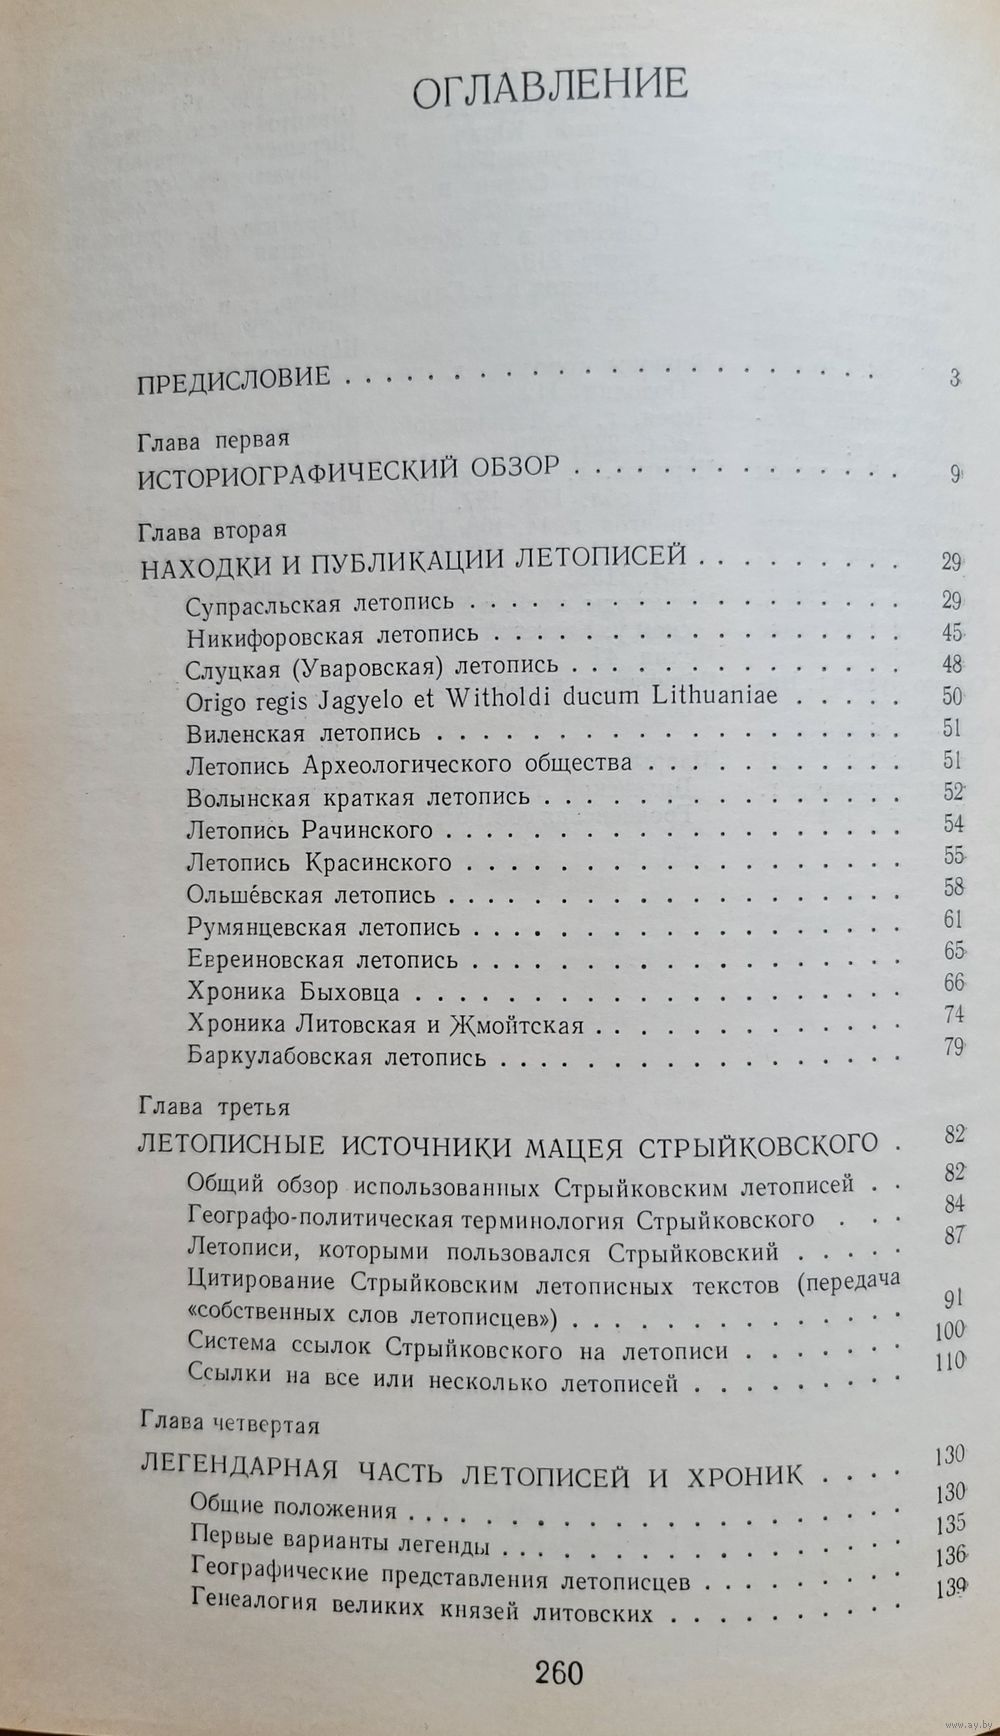 ОГЛАВЛЕНИЕ
ПРЕДИСЛОВИЕ . . . . . . . . . . . . . . . . . . . . 3
Глава первая
ИСТОРИОГРАФИЧЕСКИЙ ОБЗОР . . . . . . . . . . . . 9
Глава вторая
НАХОДКИ И ПУБЛИКАЦИИ ЛЕТОПИСЕЙ . . . . . . . . 29
Супрасльская летопись . . . . . . . . . . . . . . . . 29
Никифоровская летопись . . . . . . . . . . . . . . . 45
Слуцкая (Уваровская) летопись . . . . . . . . . . . . 48
Origo regis Jagyelo et Witholdi ducum Lithuaniae . . . . . 50
Виленская летопись . . . . . . . . . . . . . . . . . 51
Летопись Археологического общества . . . . . . . . . . 51
Волынская краткая летопись . . . . . . . . . . . . . 52
Летопись Рачинского . . . . . . . . . . . . . . . . . 54
Летопись Красинского . . . . . . . . . . . . . . . . 55
Ольше́вская летопись . . . . . . . . . . . . . . . . . 58
Румянцевская летопись . . . . . . . . . . . . . . . . 61
Евреиновская летопись . . . . . . . . . . . . . . . . 65
Хроника Быховца . . . . . . . . . . . . . . . . . . 66
Хроника Литовская и Жмойтская . . . . . . . . . . . . 74
Баркулабовская летопись . . . . . . . . . . . . . . . 79
Глава третья
ЛЕТОПИСНЫЕ ИСТОЧНИКИ МАЦЕЯ СТРЫЙКОВСКОГО . 82
Общий обзор использованных Стрыйковским летописей . . 82
Географо-политическая терминология Стрыйковского . . . 84
Летописи, которыми пользовался Стрыйковский . . . . . 87
Цитирование Стрыйковским летописных текстов (передача
«собственных слов летописцев») . . . . . . . . . . . . 91
Система ссылок Стрыйковского на летописи . . . . . . . 100
Ссылки на все или несколько летописей . . . . . . . . 110
Глава четвертая
ЛЕГЕНДАРНАЯ ЧАСТЬ ЛЕТОПИСЕЙ И ХРОНИК . . . . 130
Общие положения . . . . . . . . . . . . . . . . . . . 130
Первые варианты легенды . . . . . . . . . . . . . . . 135
Географические представления летописцев . . . . . . . . 136
Генеалогия великих князей литовских . . . . . . . . . 139
260
www.ay.by